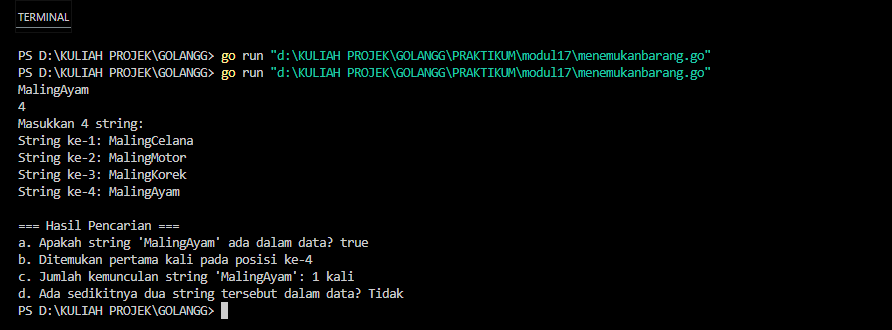 TERMINAL
PS D:\KULIAH PROJEK\GOLANGG> go run "d:\KULIAH PROJEK\GOLANGG\PRAKTIKUM\modul17\menemukanbarang.go"
PS D:\KULIAH PROJEK\GOLANGG> go run "d:\KULIAH PROJEK\GOLANGG\PRAKTIKUM\modul17\menemukanbarang.go"
MalingAyam
4
Masukkan 4 string:
String ke-1: MalingCelana
String ke-2: MalingMotor
String ke-3: MalingKorek
String ke-4: MalingAyam

=== Hasil Pencarian ===
a. Apakah string 'MalingAyam' ada dalam data? true
b. Ditemukan pertama kali pada posisi ke-4
c. Jumlah kemunculan string 'MalingAyam': 1 kali
d. Ada sedikitnya dua string tersebut dalam data? Tidak
PS D:\KULIAH PROJEK\GOLANGG>